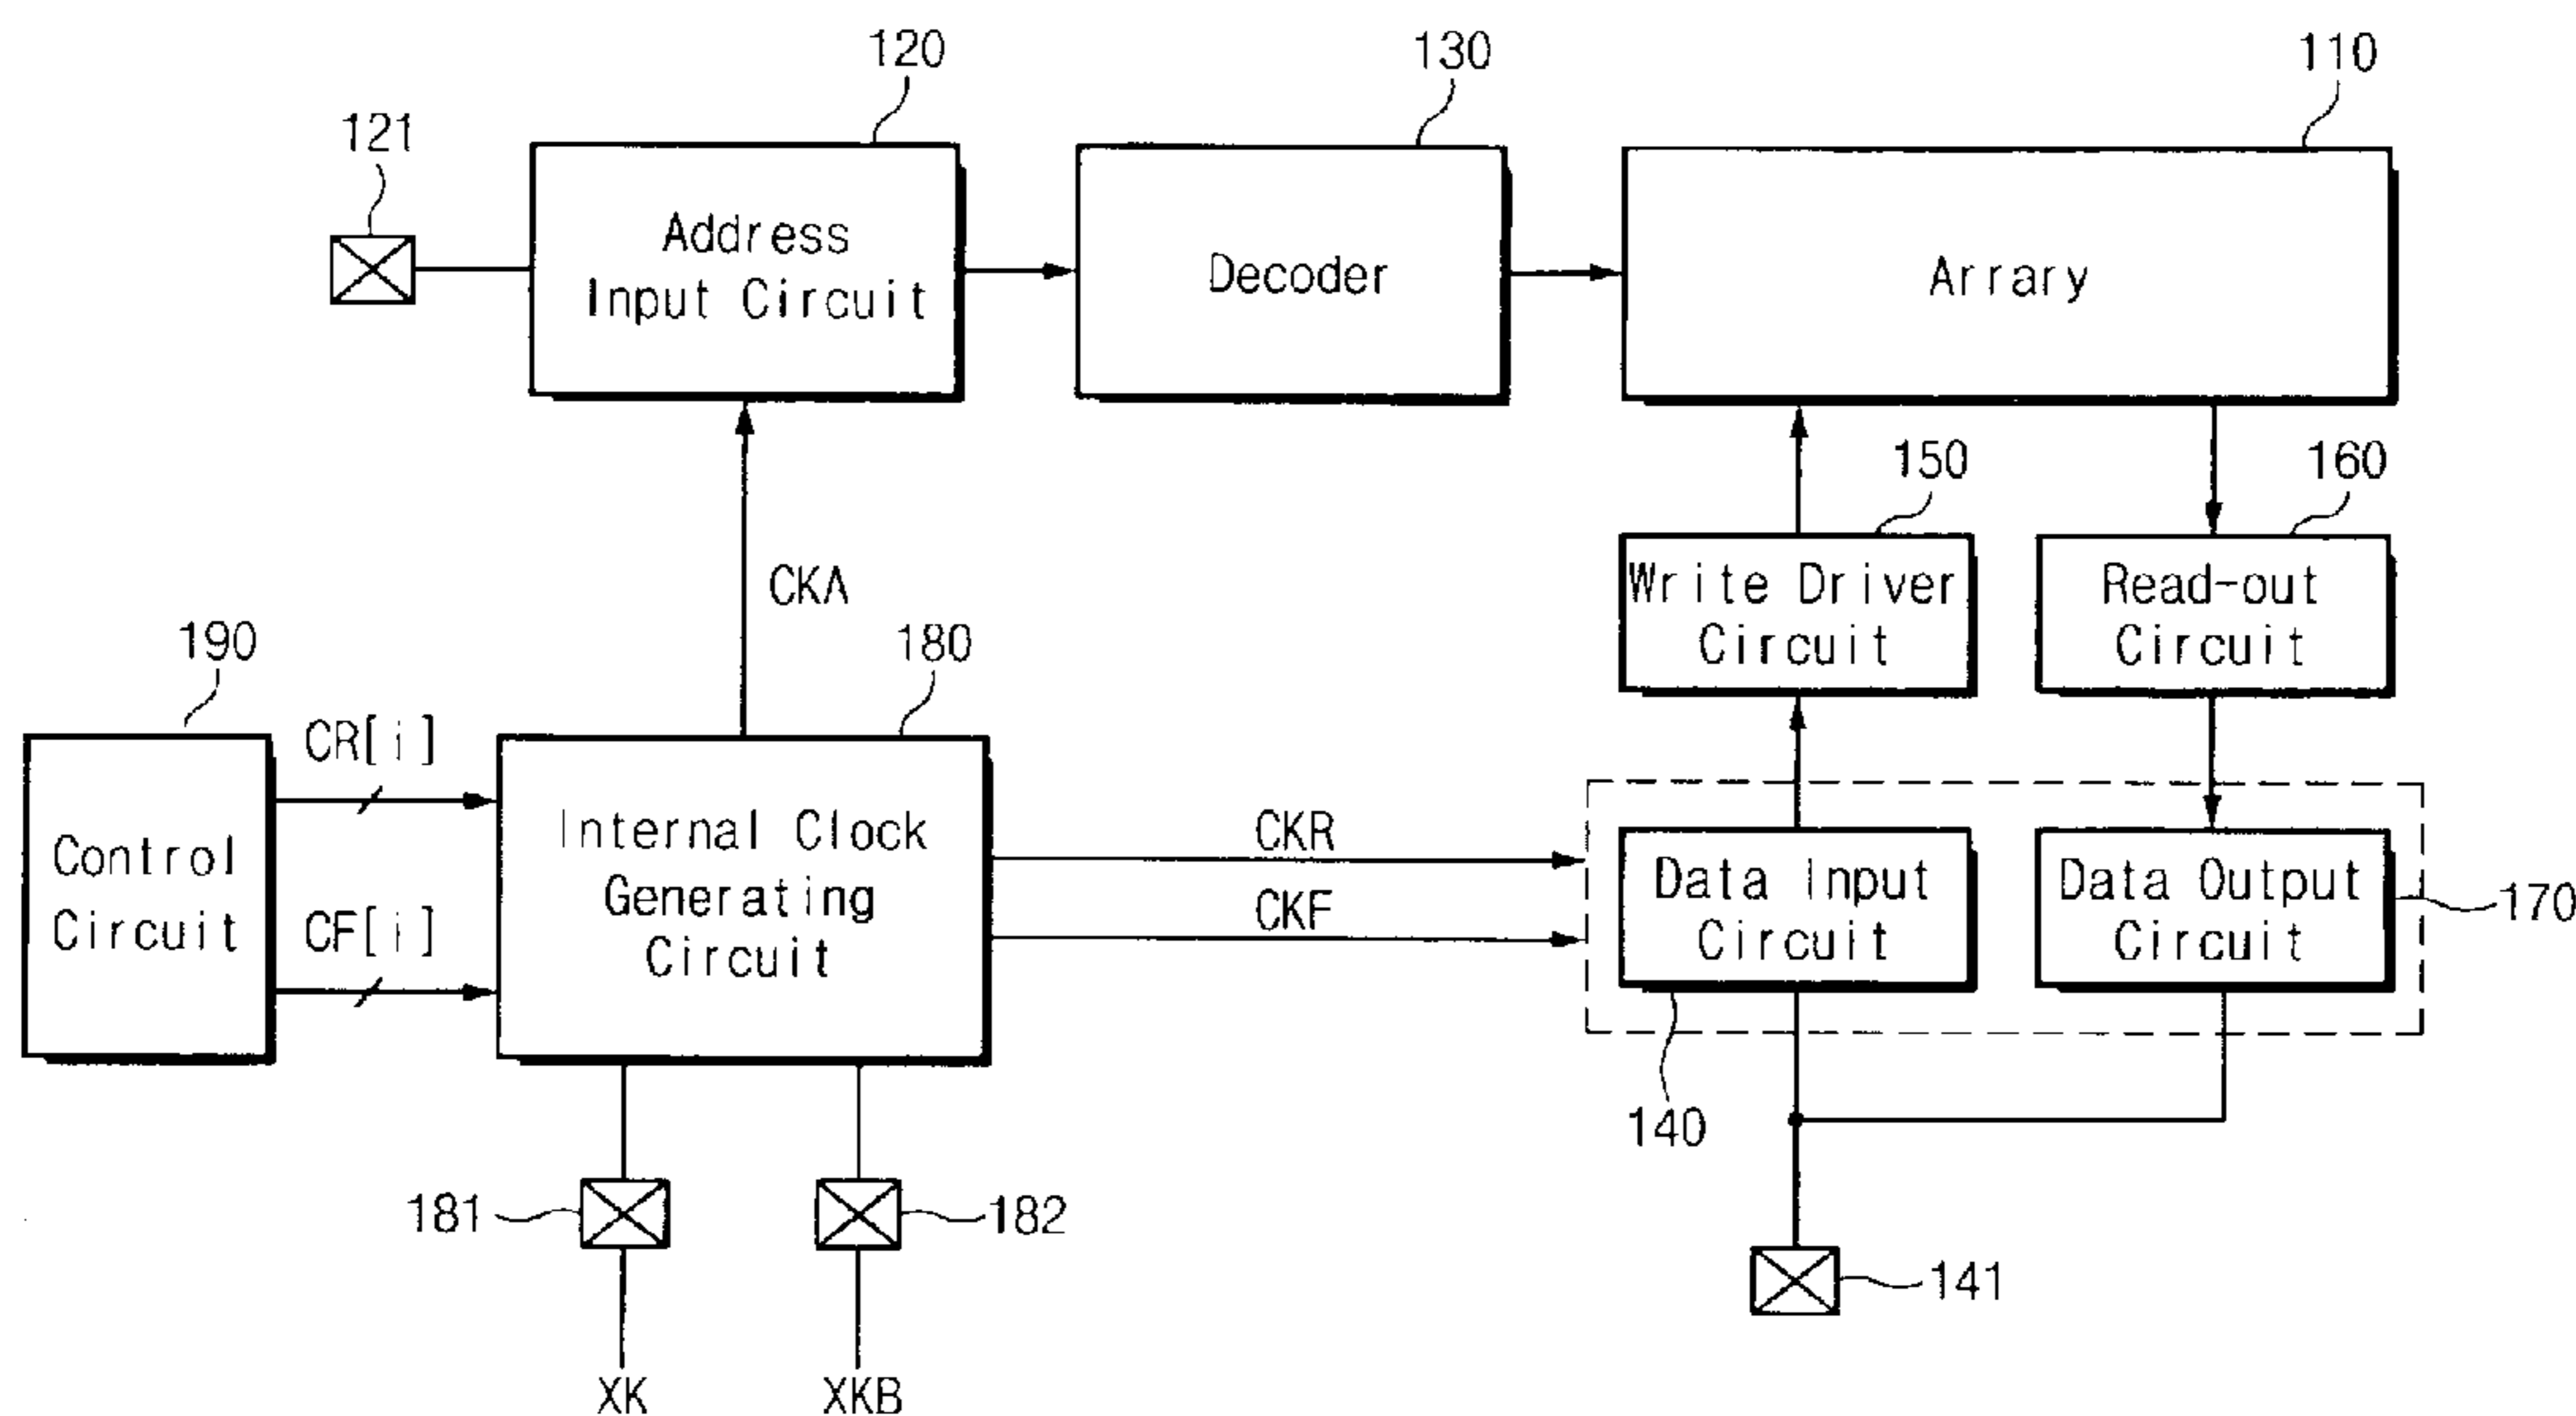 120
130
110
121
Address
Input Circuit
Decoder
Arrary
150
160
CKA
Write Driver
Circuit
Read-out
Circuit
190
180
CR[i]
CF[i]
Control
Circuit
Internal Clock
Generating
Circuit
CKR
CKF
Data Input
Circuit
Data Output
Circuit
170
140
181
182
141
XK
XKB